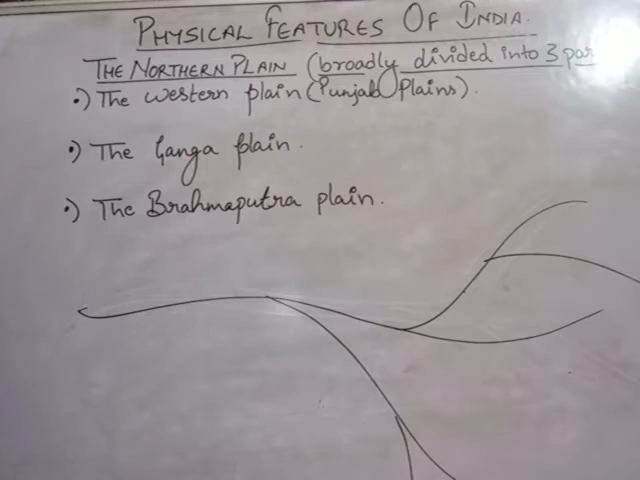 PHYSICAL FEATURES OF INDIA.
THE NORTHERN PLAIN (broadly divided into 3 par
•) The western plain (Punjab Plains).
•) The Ganga plain.
•) The Brahmaputra plain.